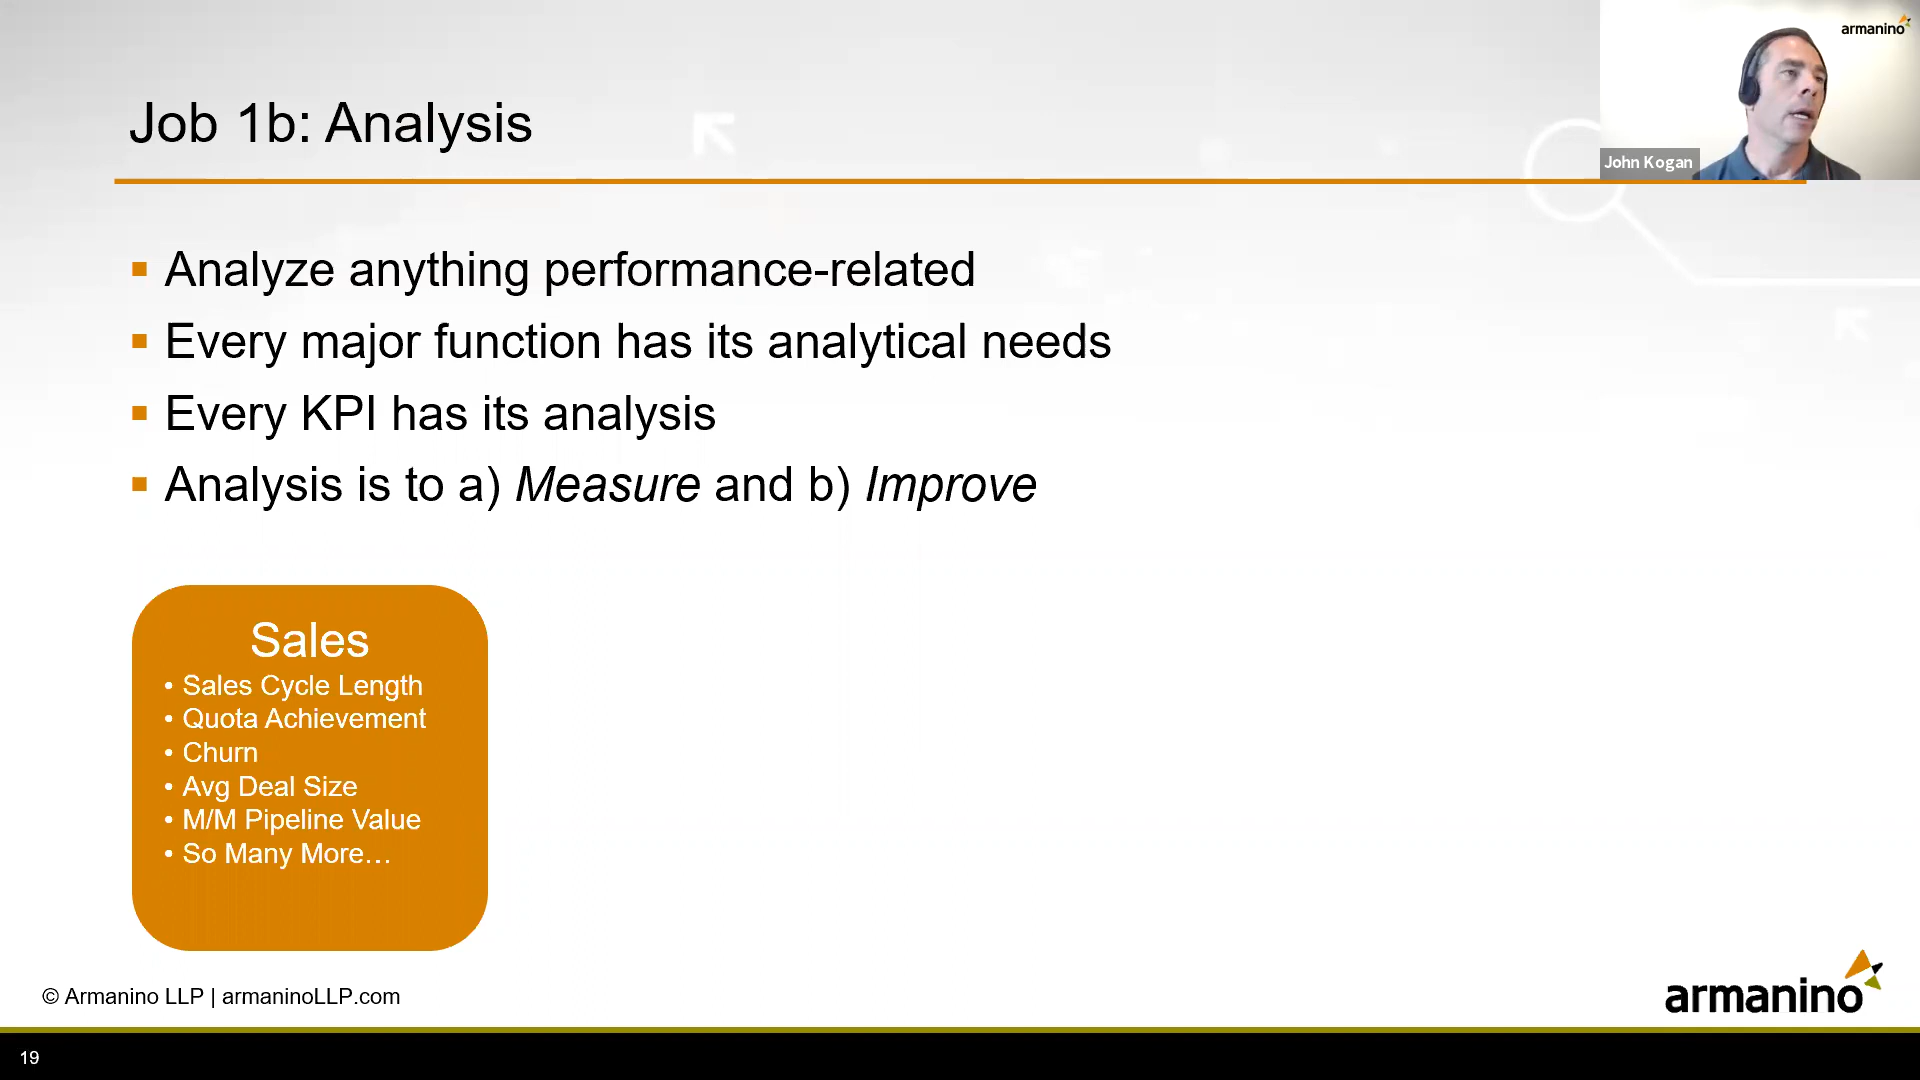 armanino
John Kogan
Job 1b: Analysis
▪ Analyze anything performance-related
▪ Every major function has its analytical needs
▪ Every KPI has its analysis
▪ Analysis is to a) Measure and b) Improve
Sales
• Sales Cycle Length
• Quota Achievement
• Churn
• Avg Deal Size
• M/M Pipeline Value
• So Many More…
© Armanino LLP | armaninoLLP.com
armanino
19